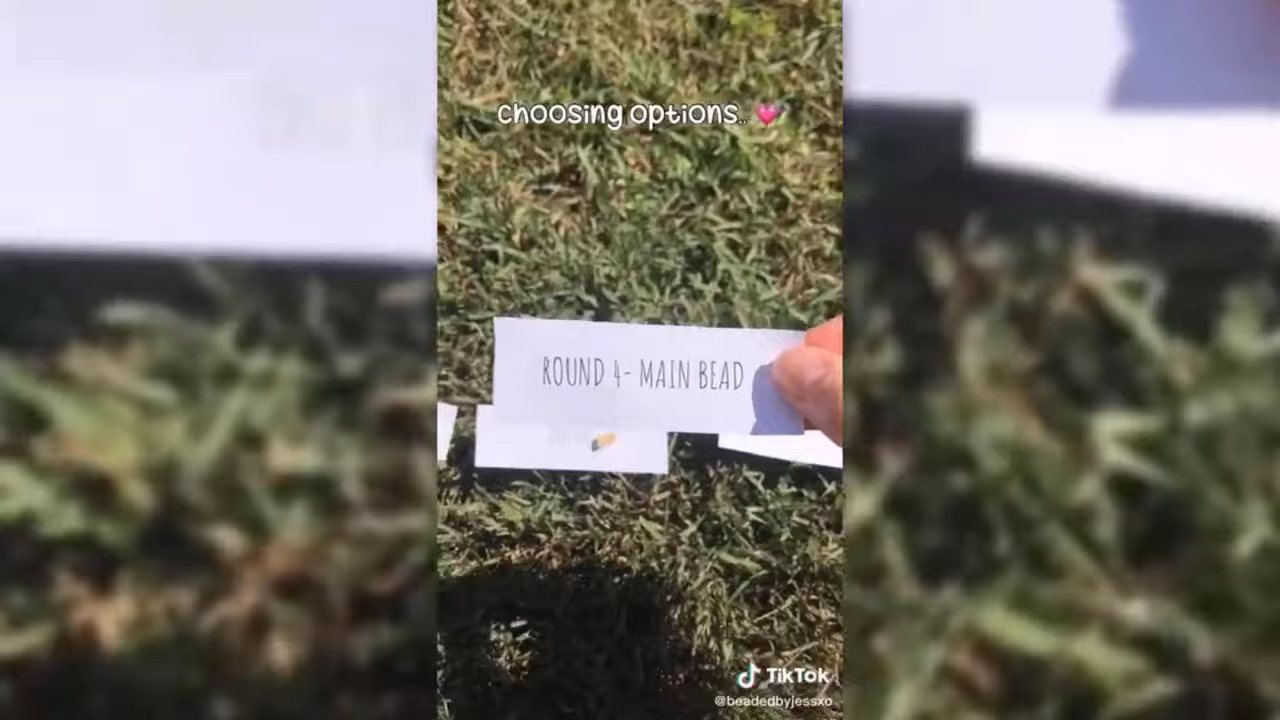 choosing options.. 💗
ROUND 4- MAIN BEAD
TikTok
@beadedbyjessxo